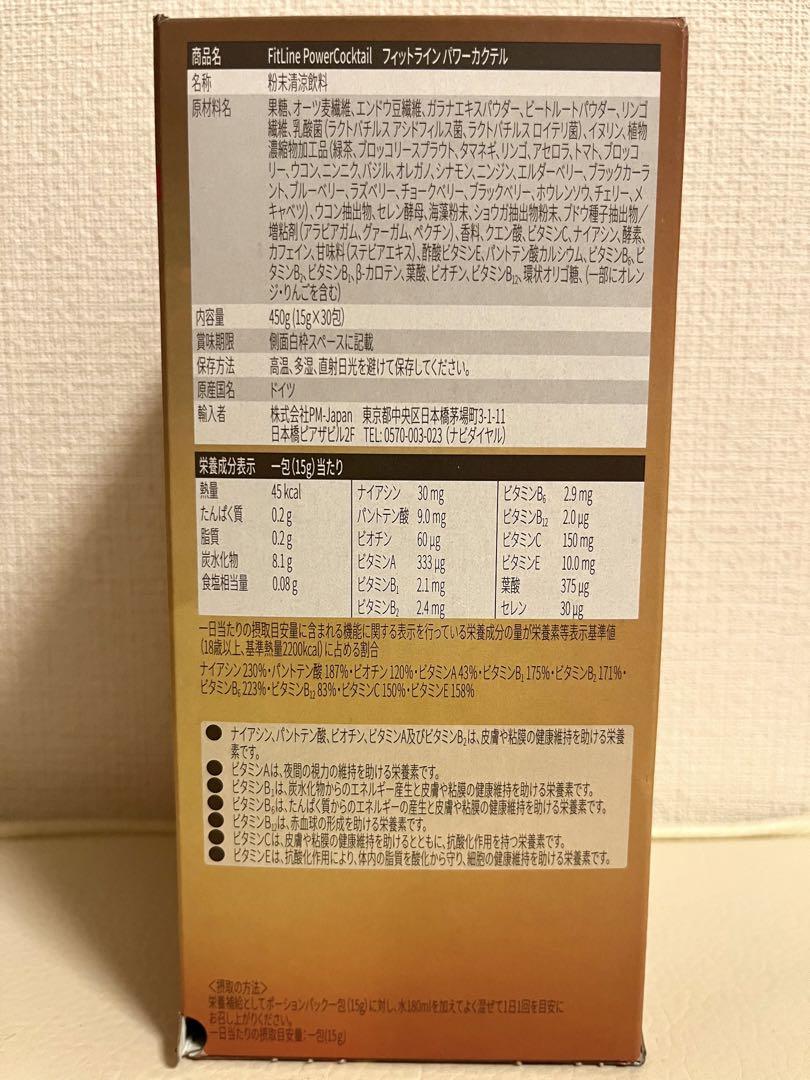 商品名 FitLine PowerCocktail フィットライン パワーカクテル
名称 粉末清涼飲料
原材料名 果糖、オーツ麦繊維、エンドウ豆繊維、ガラナエキスパウダー、ビートルートパウダー、リンゴ
繊維、乳酸菌(ラクトバチルス アシドフィルス菌、ラクトバチルス ロイテリ菌)、イヌリン、植物
濃縮物加工品(緑茶、ブロッコリースプラウト、タマネギ、リンゴ、アセロラ、トマト、ブロッコ
リー、ウコン、ニンニク、バジル、オレガノ、シナモン、ニンジン、エルダーベリー、ブラックカーラ
ント、ブルーベリー、ラズベリー、チョークベリー、ブラックベリー、ホウレンソウ、チェリー、メ
キャベツ)、ウコン抽出物、セレン酵母、海藻粉末、ショウガ抽出物粉末、ブドウ種子抽出物／
増粘剤(アラビアガム、グァーガム、ペクチン)、香料、クエン酸、ビタミンC、ナイアシン、酵素、
カフェイン、甘味料(ステビアエキス)、酢酸ビタミンE、パントテン酸カルシウム、ビタミンB₆、ビ
タミンB₂、ビタミンB₁、β-カロテン、葉酸、ビオチン、ビタミンB₁₂、環状オリゴ糖、(一部にオレン
ジ・りんごを含む)
内容量 450g(15g×30包)
賞味期限 側面白枠スペースに記載
保存方法 高温、多湿、直射日光を避けて保存してください。
原産国名 ドイツ
輸入者 株式会社PM-Japan 東京都中央区日本橋茅場町3-1-11
日本橋ピアザビル2F TEL: 0570-003-023 (ナビダイヤル)
栄養成分表示 一包(15g)当たり
熱量 45 kcal ナイアシン 30 mg ビタミンB₆ 2.9 mg
たんぱく質 0.2 g パントテン酸 9.0 mg ビタミンB₁₂ 2.0 µg
脂質 0.2 g ビオチン 60 µg ビタミンC 150 mg
炭水化物 8.1 g ビタミンA 333 µg ビタミンE 10.0 mg
食塩相当量 0.08 g ビタミンB₁ 2.1 mg 葉酸 375 µg
ビタミンB₂ 2.4 mg セレン 30 µg
一日当たりの摂取目安量に含まれる機能に関する表示を行っている栄養成分の量が栄養素等表示基準値
(18歳以上、基準熱量2200kcal)に占める割合
ナイアシン 230%・パントテン酸 187%・ビオチン 120%・ビタミンA 43%・ビタミンB₁ 175%・ビタミンB₂ 171%・
ビタミンB₆ 223%・ビタミンB₁₂ 83%・ビタミンC 150%・ビタミンE 158%
● ナイアシン、パントテン酸、ビオチン、ビタミンA及びビタミンB₂は、皮膚や粘膜の健康維持を助ける栄養
素です。
● ビタミンAは、夜間の視力の維持を助ける栄養素です。
● ビタミンB₁は、炭水化物からのエネルギー産生と皮膚や粘膜の健康維持を助ける栄養素です。
● ビタミンB₆は、たんぱく質からのエネルギーの産生と皮膚や粘膜の健康維持を助ける栄養素です。
● ビタミンB₁₂は、赤血球の形成を助ける栄養素です。
● ビタミンCは、皮膚や粘膜の健康維持を助けるとともに、抗酸化作用を持つ栄養素です。
● ビタミンEは、抗酸化作用により、体内の脂質を酸化から守り、細胞の健康維持を助ける栄養素です。
〈摂取の方法〉
栄養補給としてポーションパック一包(15g)に対し、水180mlを加えてよく混ぜて1日1回を目安に
お召し上がりください。
一日当たりの摂取目安量：一包(15g)